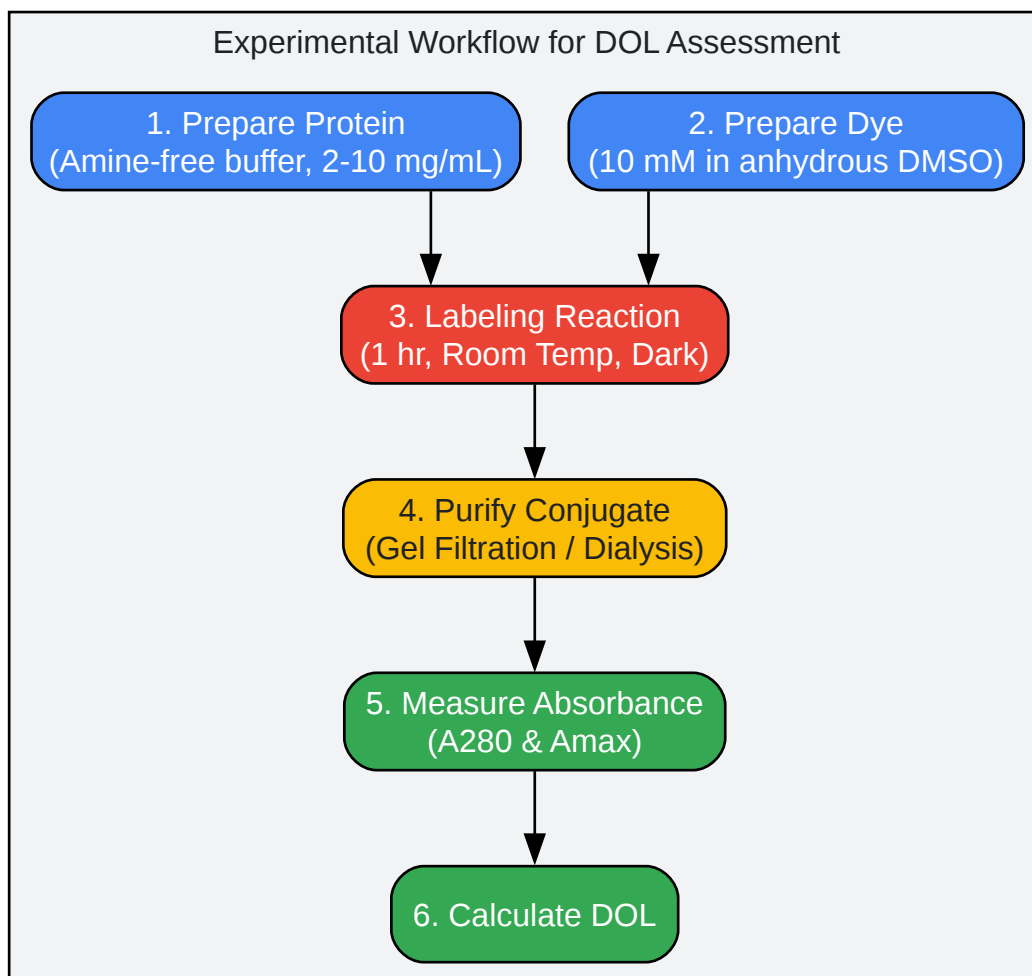 Experimental Workflow for DOL Assessment
1. Prepare Protein
(Amine-free buffer, 2-10 mg/mL)
2. Prepare Dye
(10 mM in anhydrous DMSO)
3. Labeling Reaction
(1 hr, Room Temp, Dark)
4. Purify Conjugate
(Gel Filtration / Dialysis)
5. Measure Absorbance
(A280 & Amax)
6. Calculate DOL